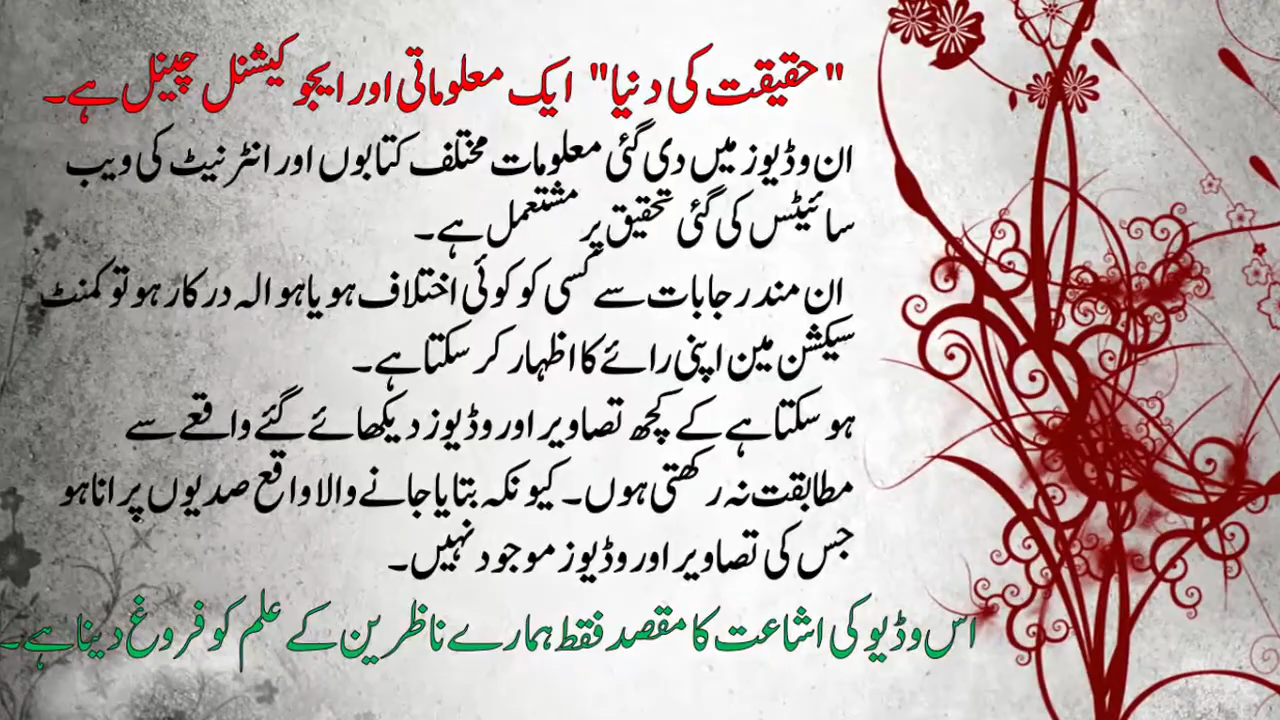 "حقیقت کی دنیا" ایک معلوماتی اور ایجوکیشنل چینل ہے۔
ان وڈیوز میں دی گئی معلومات مختلف کتابوں اور انٹرنیٹ کی ویب
سائیٹس کی گئی تحقیق پر مشتعمل ہے۔
ان مندرجابات سے کسی کو کوئی اختلاف ہو یا ہوالہ درکار ہو تو کمنٹ
سیکشن مین اپنی رائے کا اظہار کر سکتا ہے۔
ہو سکتا ہے کے کچھ تصاویر اور وڈیوز دیکھائے گئے واقعے سے
مطابقت نہ رکھتی ہوں۔ کیونکہ بتایا جانے والا واقع صدیوں پرانا ہو
جس کی تصاویر اور وڈیوز موجود نہیں۔
اس وڈیو کی اشاعت کا مقصد فقط ہمارے ناظرین کے علم کو فروغ دینا ہے۔